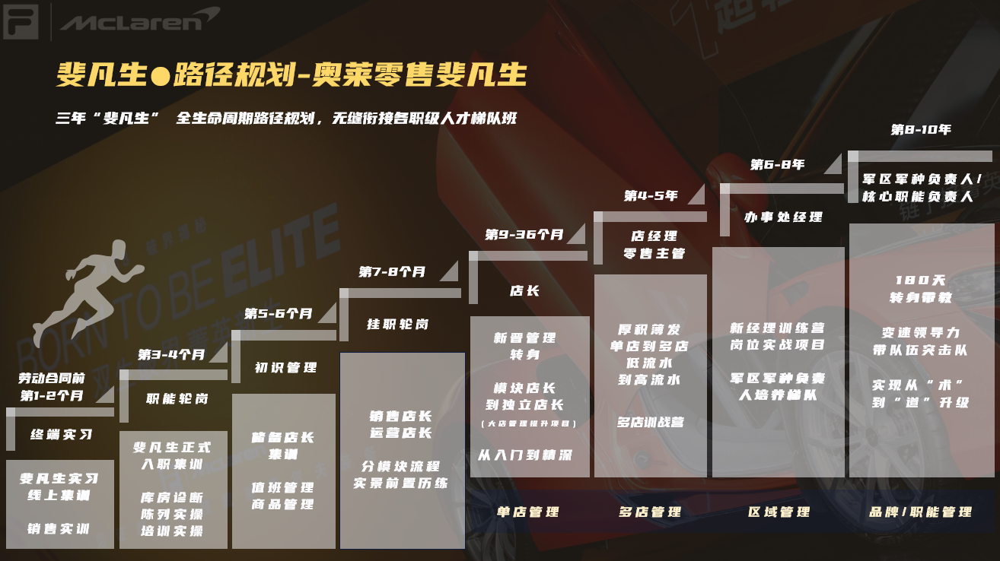 McLaren
斐凡生●路径规划-奥莱零售斐凡生
三年“斐凡生” 全生命周期路径规划，无缝衔接各职级人才梯队班
劳动合同前
第1-2个月
终端实习
斐凡生实习
线上集训
销售实训
第3-4个月
职能轮岗
斐凡生正式
入职集训
库房诊断
陈列实操
培训实操
第5-6个月
初识管理
储备店长
集训
值班管理
商品管理
第7-8个月
挂职轮岗
销售店长
运营店长
分模块流程
实景前置历练
第9-36个月
店长
新晋管理
转身
模块店长
到独立店长
(大店管理提升项目)
从入门到精深
单店管理
第4-5年
店经理
零售主管
厚积薄发
单店到多店
低流水
到高流水
多店训战营
多店管理
第6-8年
办事处经理
新经理训练营
岗位实战项目
军区军种负责
人培养梯队
区域管理
第8-10年
军区军种负责人/
核心职能负责人
180天
转身带教
变速领导力
带队伍突击队
实现从“术”
到“道”升级
品牌/职能管理
BORN TO BE ELITE